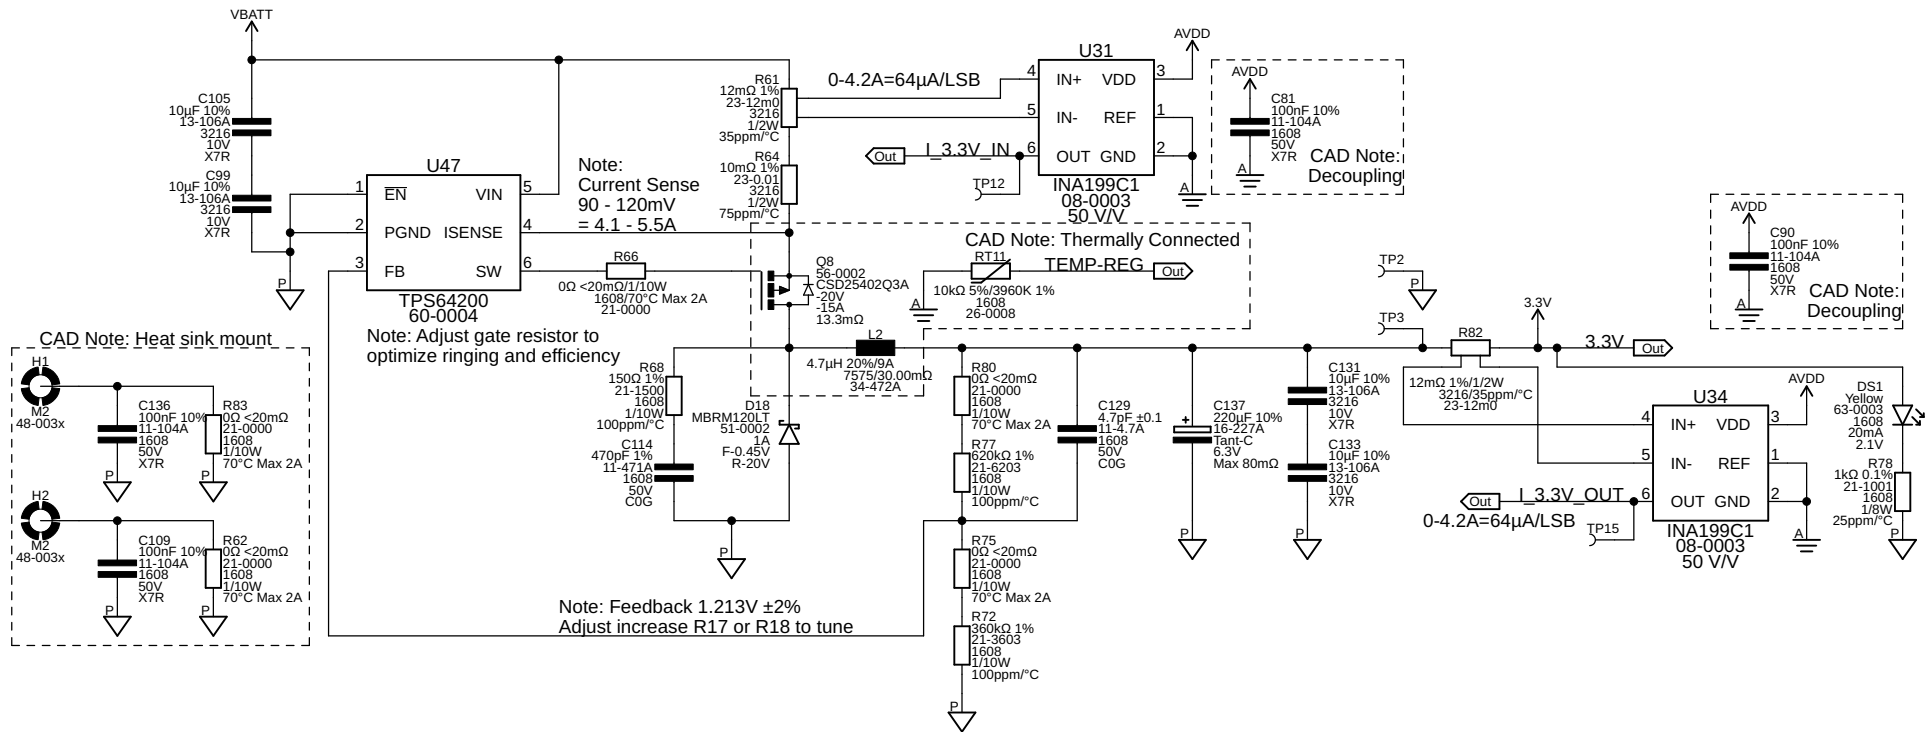 VBATT
C105
10µF 10%
13-106A
3216
10V
X7R
C99
10µF 10%
13-106A
3216
10V
X7R
P
U47
1
EN
VIN
5
2
PGND
ISENSE
4
3
FB
SW
6
TPS64200
60-0004
Note: Adjust gate resistor to
optimize ringing and efficiency
Note:
Current Sense
90 - 120mV
= 4.1 - 5.5A
R61
12mΩ 1%
23-12m0
3216
1/2W
35ppm/°C
R64
10mΩ 1%
23-0.01
3216
1/2W
75ppm/°C
R66
0Ω <20mΩ/1/10W
1608/70°C Max 2A
21-0000
0-4.2A=64µA/LSB
U31
4
IN+
VDD
3
5
IN-
REF
1
6
OUT
GND
2
INA199C1
08-0003
50 V/V
AVDD
A
Out
I_3.3V_IN
TP12
AVDD
C81
100nF 10%
11-104A
1608
50V
X7R
A
CAD Note:
Decoupling
CAD Note: Thermally Connected
Q8
56-0002
CSD25402Q3A
-20V
-15A
13.3mΩ
RT11
TEMP-REG
Out
10kΩ 5%/3960K 1%
1608
26-0008
A
L2
4.7µH 20%/9A
7575/30.00mΩ
34-472A
R68
150Ω 1%
21-1500
1608
1/10W
100ppm/°C
C114
470pF 1%
11-471A
1608
50V
C0G
D18
MBRM120LT
51-0002
1A
F-0.45V
R-20V
P
R80
0Ω <20mΩ
21-0000
1608
1/10W
70°C Max 2A
R77
620kΩ 1%
21-6203
1608
1/10W
100ppm/°C
R75
0Ω <20mΩ
21-0000
1608
1/10W
70°C Max 2A
R72
360kΩ 1%
21-3603
1608
1/10W
100ppm/°C
P
Note: Feedback 1.213V ±2%
Adjust increase R17 or R18 to tune
C129
4.7pF ±0.1
11-4.7A
1608
50V
C0G
C137
220µF 10%
16-227A
Tant-C
6.3V
Max 80mΩ
P
C131
10µF 10%
13-106A
3216
10V
X7R
C133
10µF 10%
13-106A
3216
10V
X7R
P
TP2
P
TP3
R82
12mΩ 1%/1/2W
3216/35ppm/°C
23-12m0
3.3V
3.3V
Out
AVDD
C90
100nF 10%
11-104A
1608
50V
X7R
A
CAD Note:
Decoupling
AVDD
U34
4
IN+
VDD
3
5
IN-
REF
1
6
OUT
GND
2
INA199C1
08-0003
50 V/V
A
Out
I_3.3V_OUT
0-4.2A=64µA/LSB
TP15
DS1
Yellow
63-0003
1608
20mA
2.1V
R78
1kΩ 0.1%
21-1001
1608
1/8W
25ppm/°C
P
CAD Note: Heat sink mount
H1
M2
48-003x
C136
100nF 10%
11-104A
1608
50V
X7R
P
R83
0Ω <20mΩ
21-0000
1608
1/10W
70°C Max 2A
P
H2
M2
48-003x
C109
100nF 10%
11-104A
1608
50V
X7R
P
R62
0Ω <20mΩ
21-0000
1608
1/10W
70°C Max 2A
P